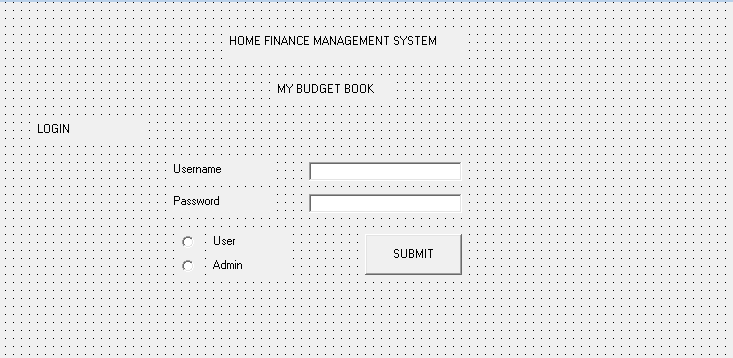 HOME FINANCE MANAGEMENT SYSTEM
MY BUDGET BOOK
LOGIN
Username
Password
User
Admin
SUBMIT